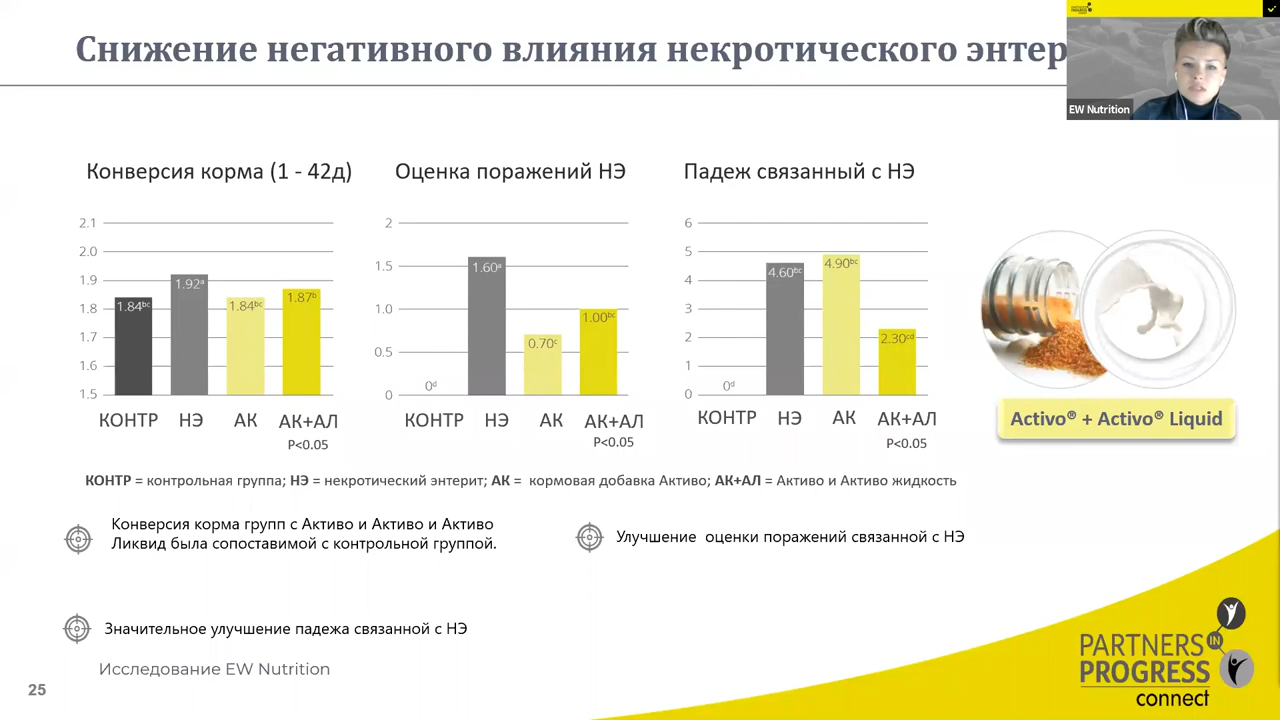 Снижение негативного влияния некротического энтер
PARTNERS IN
PROGRESS
EW Nutrition
Конверсия корма (1 - 42д)
2.1
2.0
1.9
1.8
1.7
1.6
1.5
1.84ᵇᶜ
1.92ᵃ
1.84ᵇᶜ
1.87ᵇ
КОНТР НЭ АК АК+АЛ
P<0.05
Оценка поражений НЭ
2
1.5
1.0
0.5
0
0ᵈ
1.60ᵃ
0.70ᶜ
1.00ᵇᶜ
КОНТР НЭ АК АК+АЛ
P<0.05
Падеж связанный с НЭ
6
5
4
3
2
1
0
0ᵈ
4.60ᵇᶜ
4.90ᵇᶜ
2.30ᶜᵈ
КОНТР НЭ АК АК+АЛ
P<0.05
Activo® + Activo® Liquid
КОНТР = контрольная группа; НЭ = некротический энтерит; АК = кормовая добавка Активо; АК+АЛ = Активо и Активо жидкость
Конверсия корма групп с Активо и Активо и Активо
Ликвид была сопоставимой с контрольной группой.
Улучшение оценки поражений связанной с НЭ
Значительное улучшение падежа связанной с НЭ
Исследование EW Nutrition
25
PARTNERS IN
PROGRESS
connect